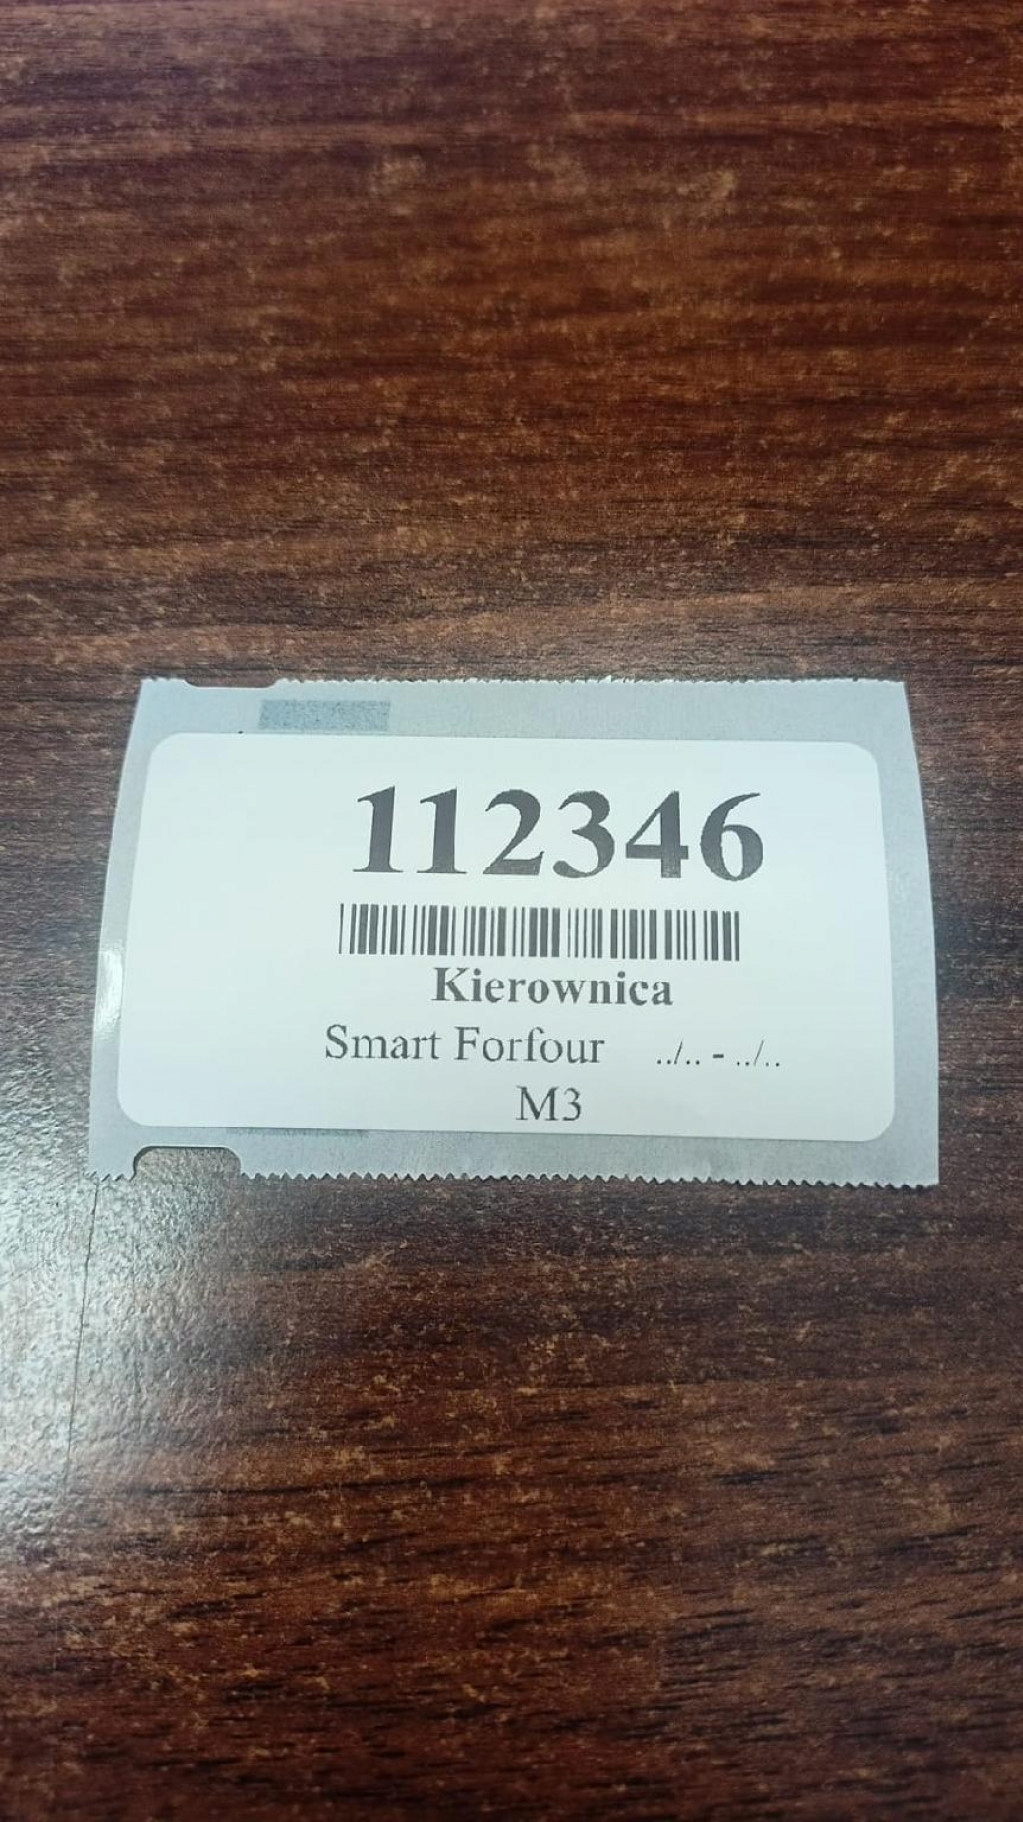 112346
Kierownica
Smart Forfour ../.. - ../..
M3